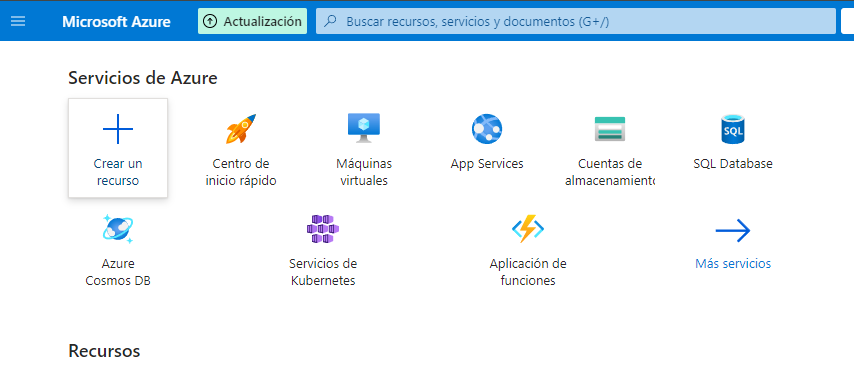 Microsoft Azure
Actualización
Buscar recursos, servicios y documentos (G+/)
Servicios de Azure
Crear un
recurso
Centro de
inicio rápido
Máquinas
virtuales
App Services
Cuentas de
almacenamiento
SQL
SQL Database
Azure
Cosmos DB
Servicios de
Kubernetes
Aplicación de
funciones
Más servicios
Recursos